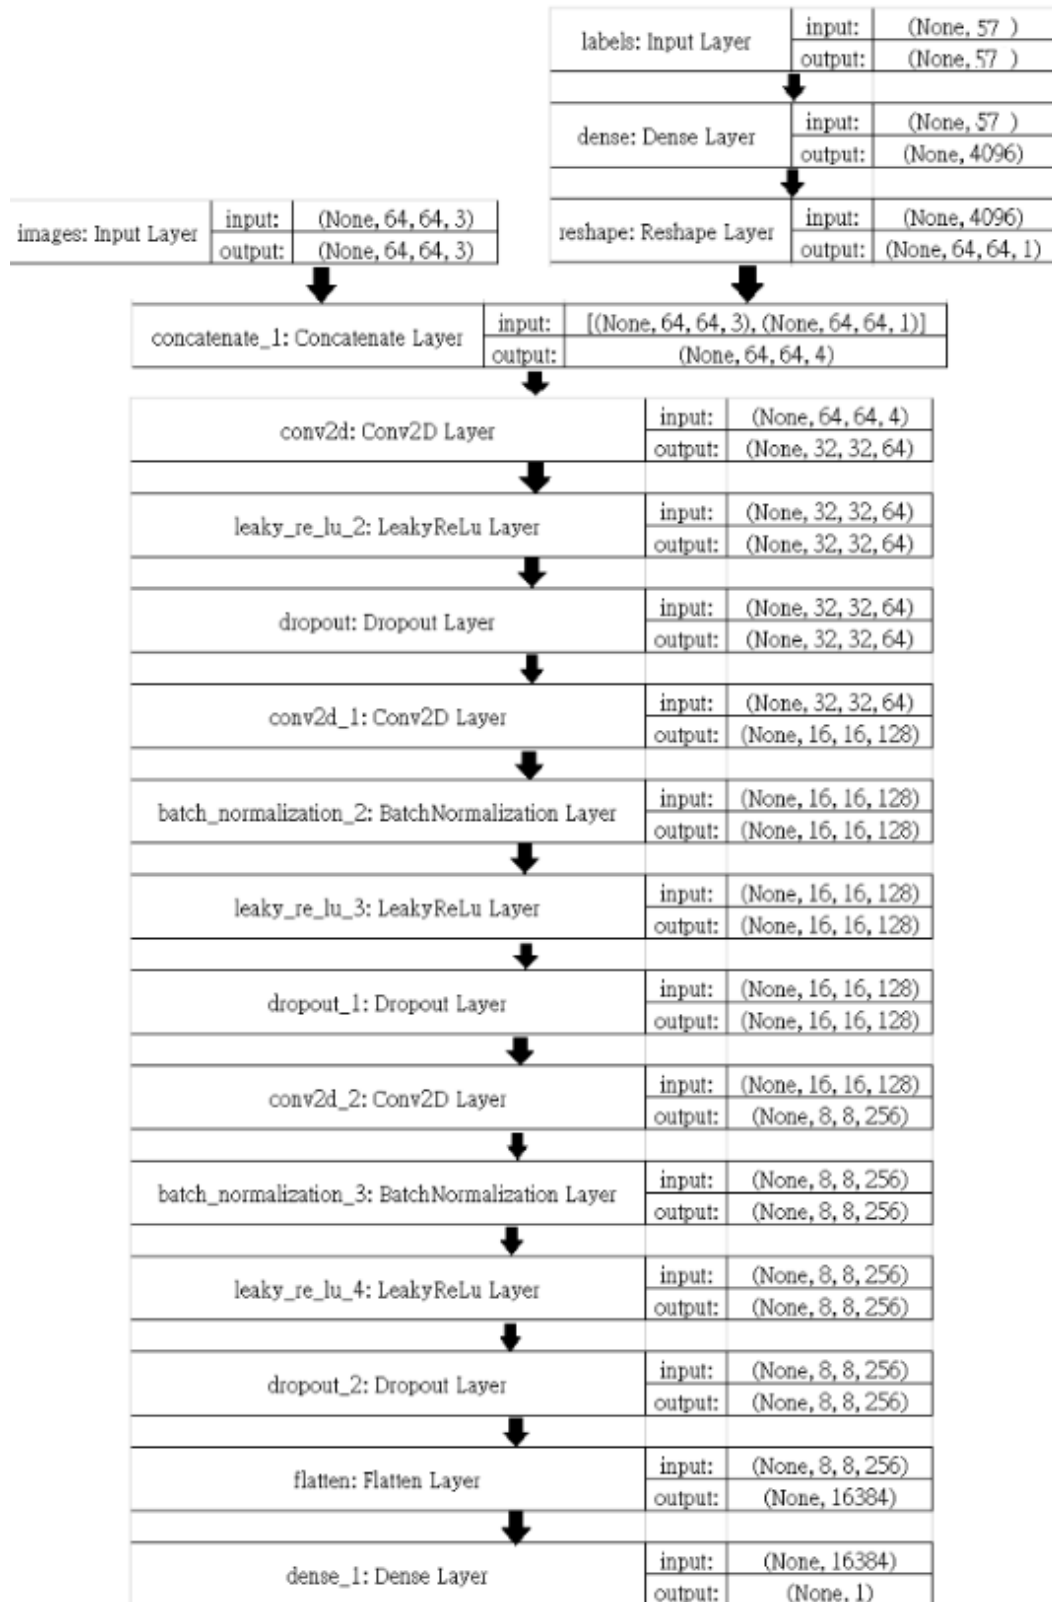 labels: Input Layer input: (None, 57 )
output: (None, 57 )
dense: Dense Layer input: (None, 57 )
output: (None, 4096)
reshape: Reshape Layer input: (None, 4096)
output: (None, 64, 64, 1)
images: Input Layer input: (None, 64, 64, 3)
output: (None, 64, 64, 3)
concatenate_1: Concatenate Layer input: [(None, 64, 64, 3), (None, 64, 64, 1)]
output: (None, 64, 64, 4)
conv2d: Conv2D Layer input: (None, 64, 64, 4)
output: (None, 32, 32, 64)
leaky_re_lu_2: LeakyReLu Layer input: (None, 32, 32, 64)
output: (None, 32, 32, 64)
dropout: Dropout Layer input: (None, 32, 32, 64)
output: (None, 32, 32, 64)
conv2d_1: Conv2D Layer input: (None, 32, 32, 64)
output: (None, 16, 16, 128)
batch_normalization_2: BatchNormalization Layer input: (None, 16, 16, 128)
output: (None, 16, 16, 128)
leaky_re_lu_3: LeakyReLu Layer input: (None, 16, 16, 128)
output: (None, 16, 16, 128)
dropout_1: Dropout Layer input: (None, 16, 16, 128)
output: (None, 16, 16, 128)
conv2d_2: Conv2D Layer input: (None, 16, 16, 128)
output: (None, 8, 8, 256)
batch_normalization_3: BatchNormalization Layer input: (None, 8, 8, 256)
output: (None, 8, 8, 256)
leaky_re_lu_4: LeakyReLu Layer input: (None, 8, 8, 256)
output: (None, 8, 8, 256)
dropout_2: Dropout Layer input: (None, 8, 8, 256)
output: (None, 8, 8, 256)
flatten: Flatten Layer input: (None, 8, 8, 256)
output: (None, 16384)
dense_1: Dense Layer input: (None, 16384)
output: (None, 1)